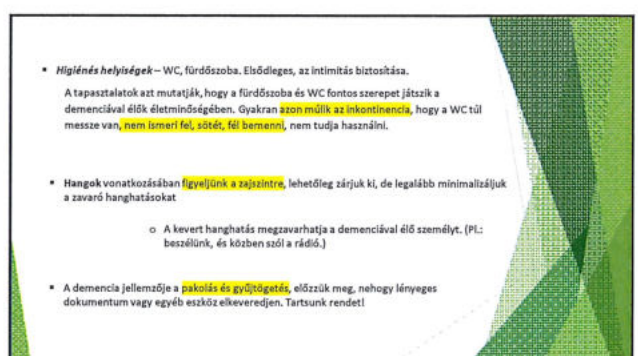 ▪ Higiénés helyiségek – WC, fürdőszoba. Elsődleges, az intimitás biztosítása.
A tapasztalatok azt mutatják, hogy a fürdőszoba és WC fontos szerepet játszik a
demenciával élők életminőségében. Gyakran azon múlik az inkontinencia, hogy a WC túl
messze van, nem ismeri fel, sötét, fél bemenni, nem tudja használni.
▪ Hangok vonatkozásában figyeljünk a zajszintre, lehetőleg zárjuk ki, de legalább minimalizáljuk
a zavaró hanghatásokat
o A kevert hanghatás megzavarhatja a demenciával élő személyt. (Pl.:
beszélünk, és közben szól a rádió.)
▪ A demencia jellemzője a pakolás és gyűjtögetés, előzzük meg, nehogy lényeges
dokumentum vagy egyéb eszköz elkeveredjen. Tartsunk rendet!